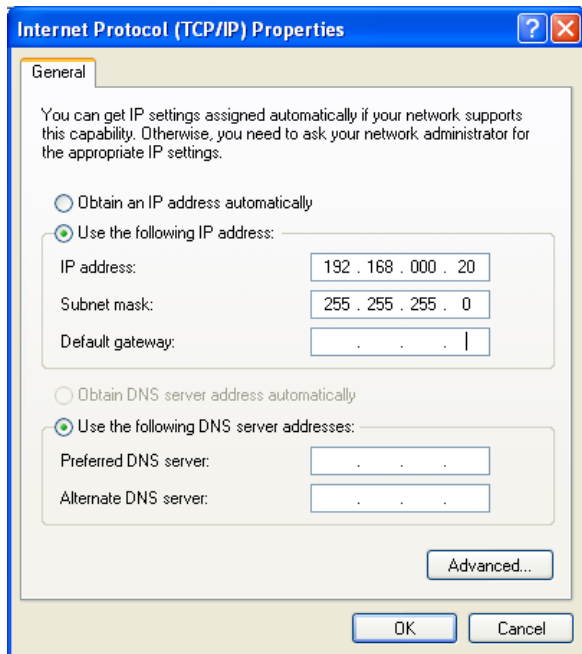 Internet Protocol (TCP/IP) Properties
General
You can get IP settings assigned automatically if your network supports
this capability. Otherwise, you need to ask your network administrator for
the appropriate IP settings.
Obtain an IP address automatically
Use the following IP address:
IP address: 192 . 168 . 000 . 20
Subnet mask: 255 . 255 . 255 . 0
Default gateway: . . .
Obtain DNS server address automatically
Use the following DNS server addresses:
Preferred DNS server: . . .
Alternate DNS server: . . .
Advanced...
OK Cancel